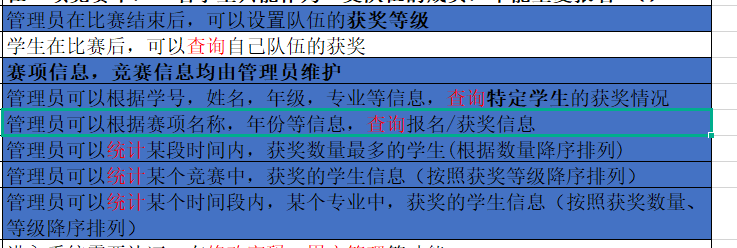 管理员在比赛结束后，可以设置队伍的获奖等级
学生在比赛后，可以查询自己队伍的获奖
赛项信息，竞赛信息均由管理员维护
管理员可以根据学号，姓名，年级，专业等信息，查询特定学生的获奖情况
管理员可以根据赛项名称，年份等信息，查询报名/获奖信息
管理员可以统计某段时间内，获奖数量最多的学生(根据数量降序排列)
管理员可以统计某个竞赛中，获奖的学生信息（按照获奖等级降序排列）
管理员可以统计某个时间段内，某个专业中，获奖的学生信息（按照获奖数量、
等级降序排列）